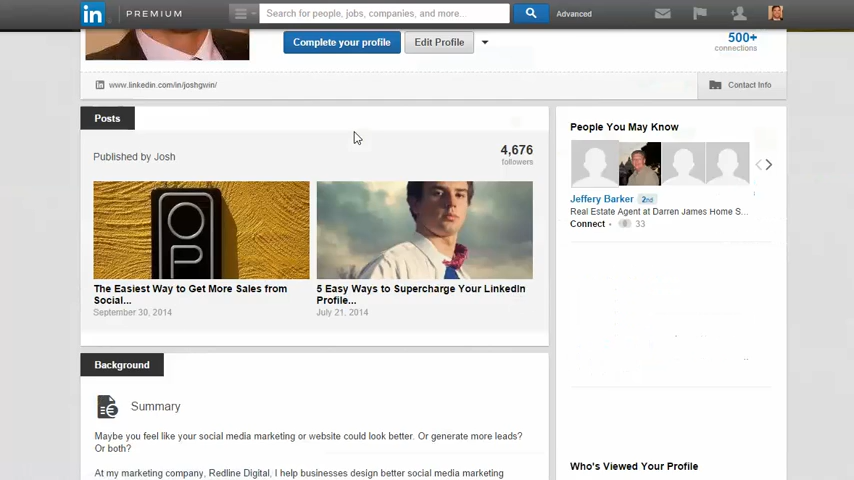 in PREMIUM Search for people, jobs, companies, and more... Advanced
Complete your profile Edit Profile
500+
connections
in www.linkedin.com/in/joshgwin/ Contact Info
Posts
Published by Josh
4,676
followers
OP
The Easiest Way to Get More Sales from
Social...
September 30, 2014
5 Easy Ways to Supercharge Your LinkedIn
Profile...
July 21, 2014
Background
Summary
Maybe you feel like your social media marketing or website could look better. Or generate more leads?
Or both?
At my marketing company, Redline Digital, I help businesses design better social media marketing
People You May Know
Jeffery Barker 2nd
Real Estate Agent at Darren James Home S...
Connect • 33
Who's Viewed Your Profile